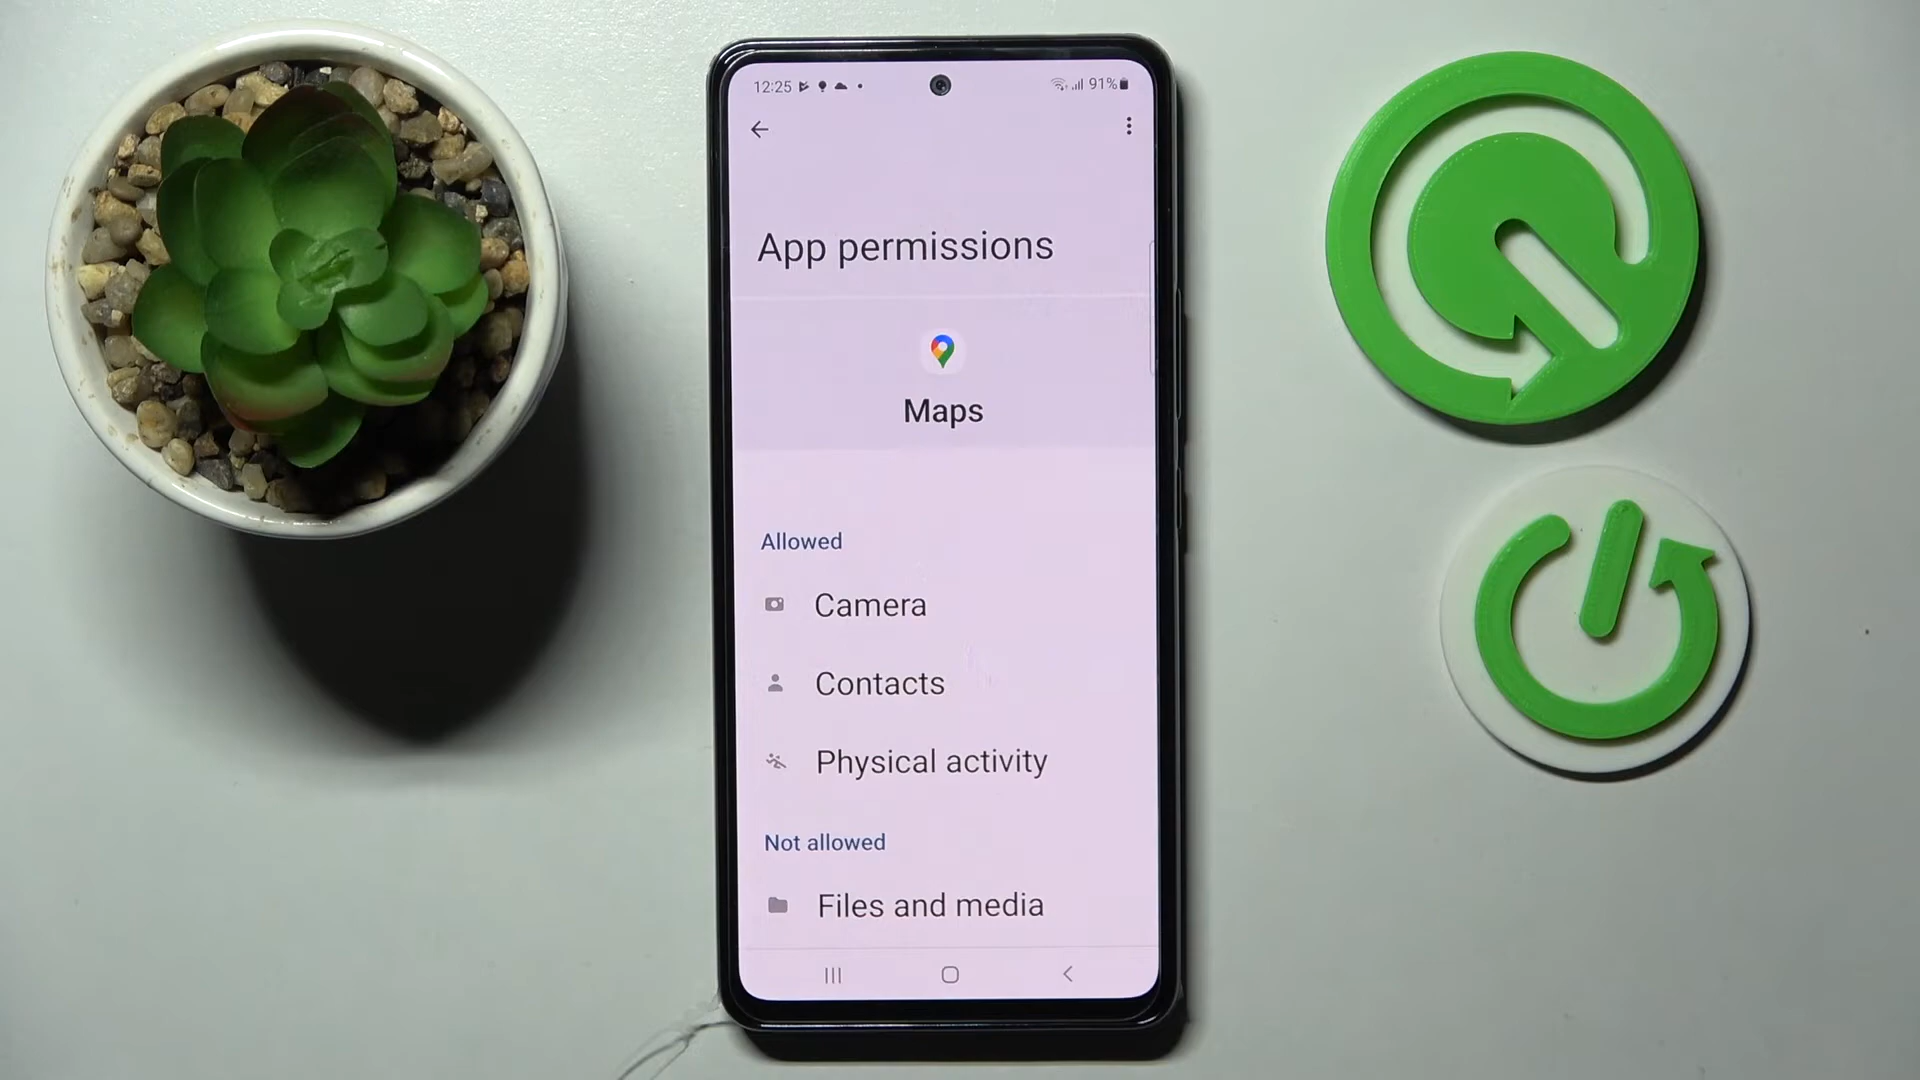 12:25
91%
App permissions
Maps
Allowed
Camera
Contacts
Physical activity
Not allowed
Files and media